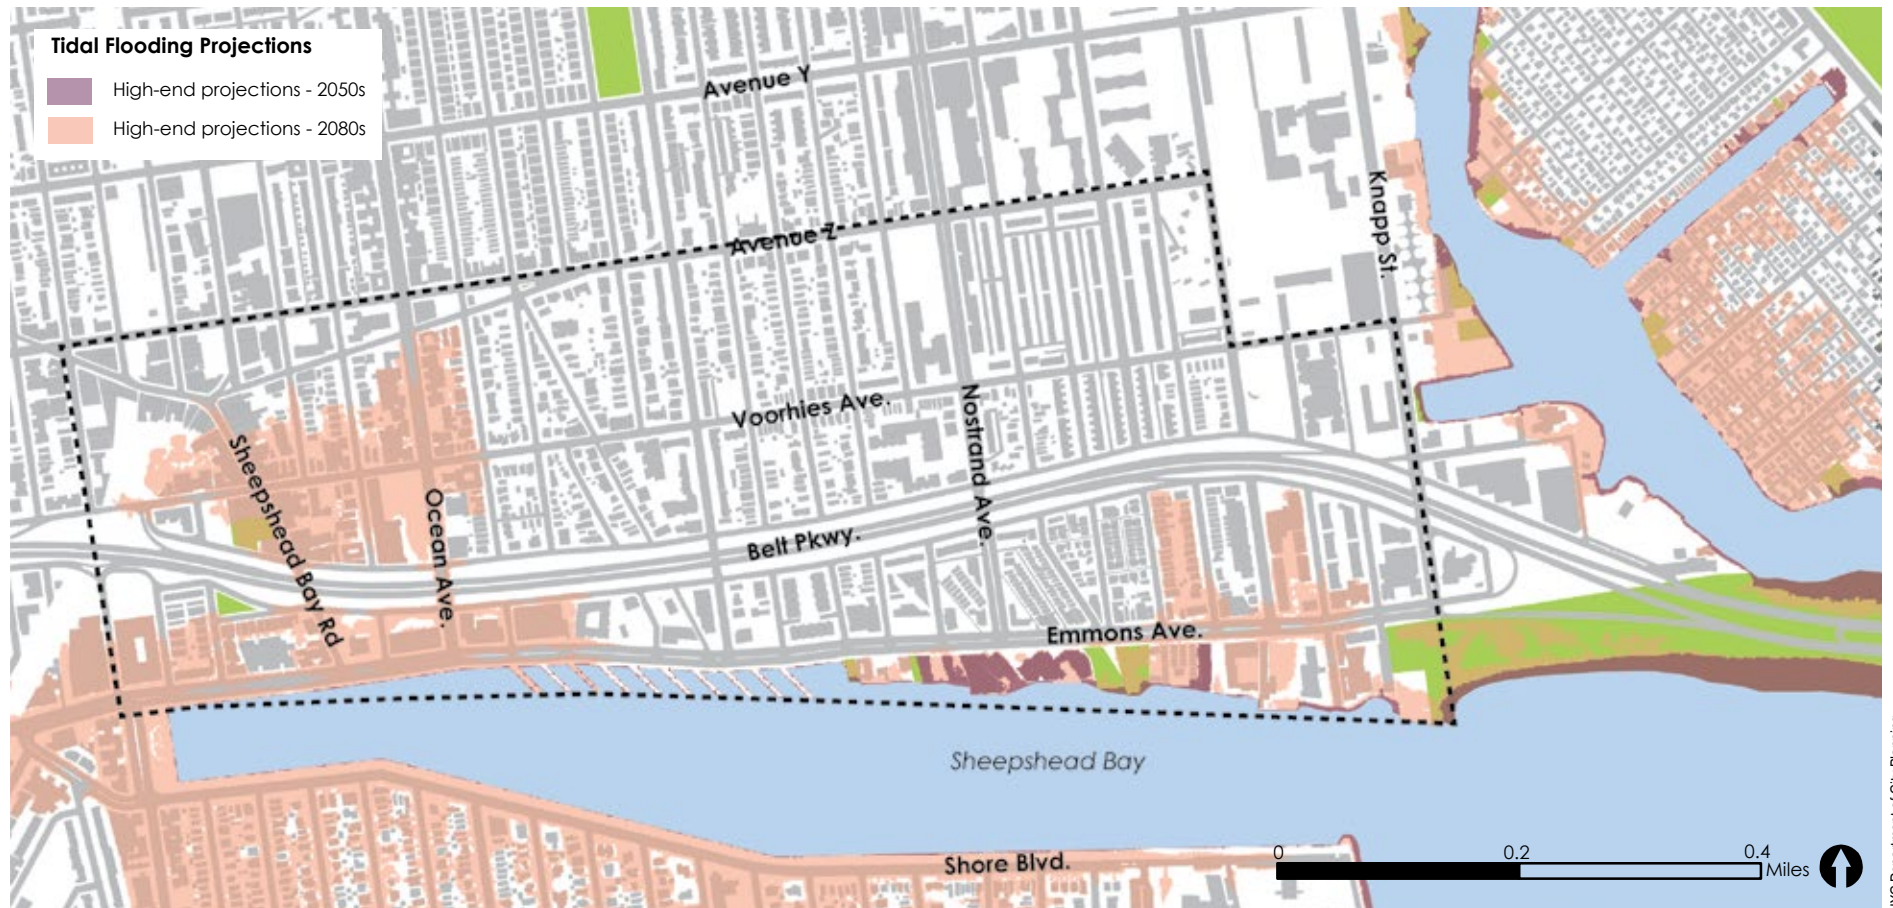 Tidal Flooding Projections
High-end projections - 2050s
High-end projections - 2080s
Avenue Y
Knapp St.
Avenue Z
Voorhies Ave.
Nostrand Ave.
Sheepshead Bay Rd
Ocean Ave.
Belt Pkwy.
Emmons Ave.
Sheepshead Bay
Shore Blvd.
0 0.2 0.4
Miles